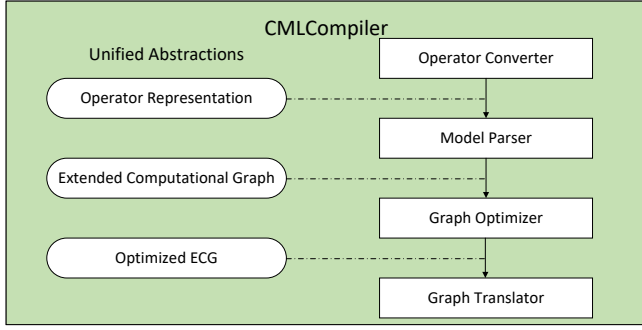 CMLCompiler
Unified Abstractions
Operator Converter
Operator Representation
Model Parser
Extended Computational Graph
Graph Optimizer
Optimized ECG
Graph Translator